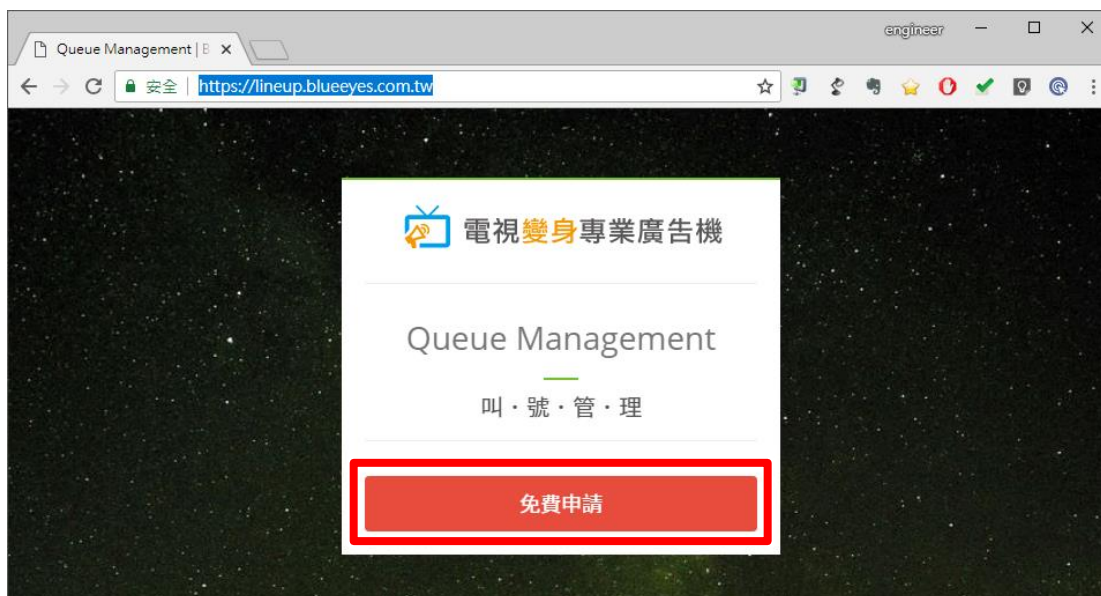 engineer
Queue Management | B
安全 | https://lineup.blueeyes.com.tw
電視變身專業廣告機
Queue Management
叫・號・管・理
免費申請